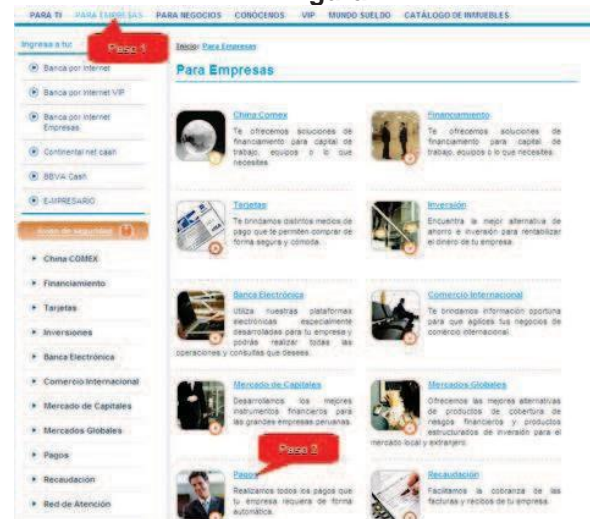 PARA TI PARA EMPRESAS PARA NEGOCIOS CONÓCENOS VIP MUNDO SUELDO CATÁLOGO DE INMUEBLES
Paso 1
Ingresa a tu:
Banca por Internet
Banca por Internet VIP
Banca por Internet
Empresas
Continental net cash
BBVA Cash
E-MPRESARIO
Aviso de seguridad
China COMEX
Financiamiento
Tarjetas
Inversiones
Banca Electrónica
Comercio Internacional
Mercado de Capitales
Mercados Globales
Pagos
Recaudación
Red de Atención
Inicio: Para Empresas
Para Empresas
China Comex
Te ofrecemos soluciones de
financiamiento para capital de
trabajo, equipos o lo que
necesites.
Financiamiento
Te ofrecemos soluciones de
financiamiento para capital de
trabajo, equipos o lo que necesites.
Tarjetas
Te brindamos distintos medios de
pago que te permiten comprar de
forma segura y cómoda.
Inversión
Encuentra la mejor alternativa de
ahorro e inversión para rentabilizar
el dinero de tu empresa.
Banca Electrónica
Utiliza nuestras plataformas
electrónicas especialmente
desarrolladas para tu empresa y
podrás realizar todas las
operaciones y consultas que desees.
Comercio Internacional
Te brindamos información oportuna
para que agilices tus negocios de
comercio internacional.
Mercado de Capitales
Desarrollamos los mejores
instrumentos financieros para
las grandes empresas peruanas.
Mercados Globales
Ofrecemos las mejores alternativas
de productos de cobertura de
riesgos financieros y productos
estructurados de inversión para el
mercado local y extranjero.
Paso 2
Pagos
Realizamos todos los pagos que
tu empresa requiera de forma
automática.
Recaudación
Facilitamos la cobranza de las
facturas y recibos de tu empresa.